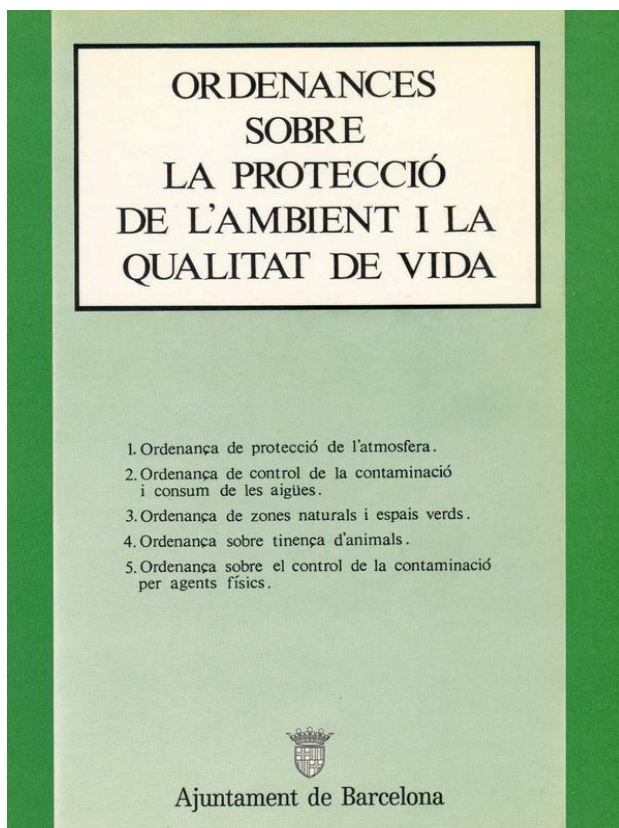 ORDENANCES
SOBRE
LA PROTECCIÓ
DE L'AMBIENT I LA
QUALITAT DE VIDA
1. Ordenança de protecció de l'atmosfera.
2. Ordenança de control de la contaminació
i consum de les aigües.
3. Ordenança de zones naturals i espais verds.
4. Ordenança sobre tinença d'animals.
5. Ordenança sobre el control de la contaminació
per agents físics.
Ajuntament de Barcelona